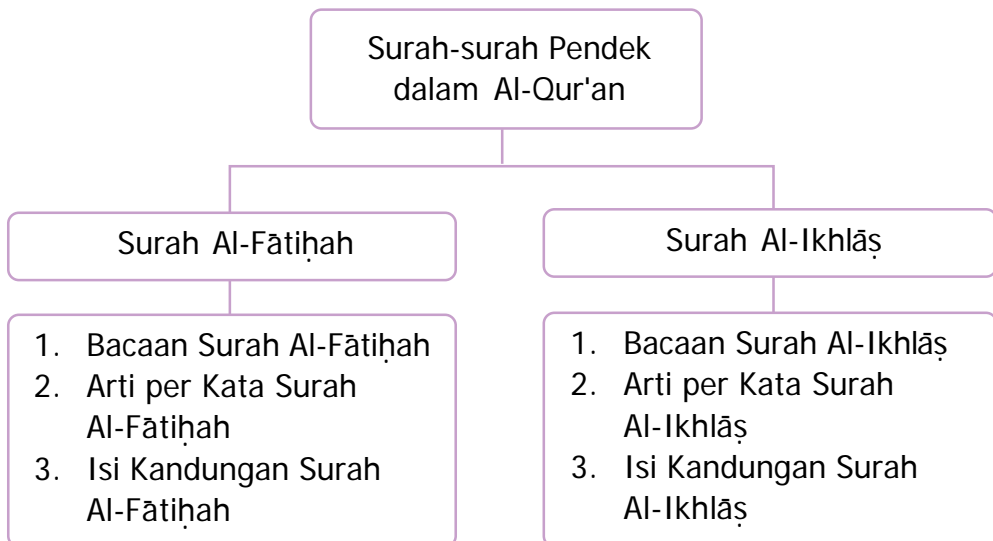 Surah-surah Pendek
dalam Al-Qur'an
Surah Al-Fātiḥah
Surah Al-Ikhlāṣ
1. Bacaan Surah Al-Fātiḥah
2. Arti per Kata Surah
Al-Fātiḥah
3. Isi Kandungan Surah
Al-Fātiḥah
1. Bacaan Surah Al-Ikhlāṣ
2. Arti per Kata Surah
Al-Ikhlāṣ
3. Isi Kandungan Surah
Al-Ikhlāṣ